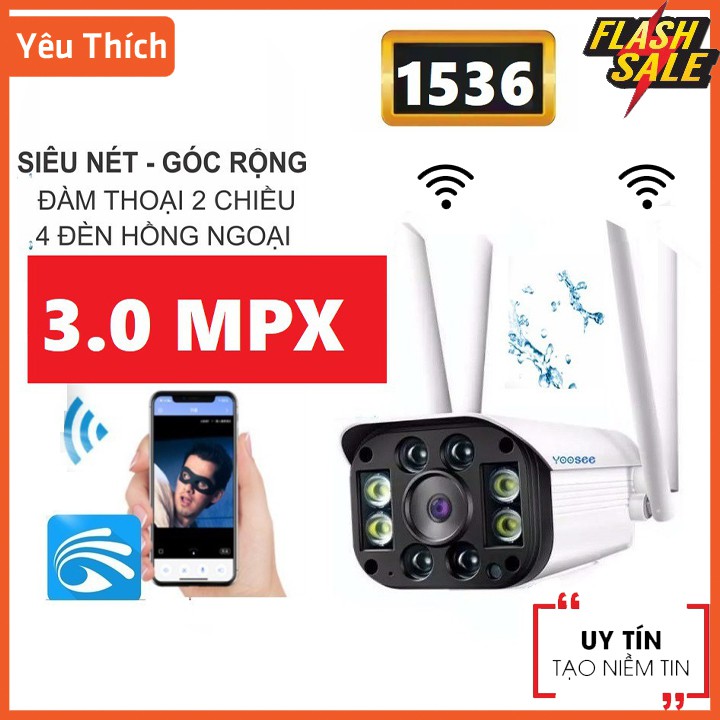 Yêu Thích
1536
FLASH
SALE
SIÊU NÉT - GÓC RỘNG
ĐÀM THOẠI 2 CHIỀU
4 ĐÈN HỒNG NGOẠI
3.0 MPX
YOOSEE
UY TÍN
TẠO NIỀM TIN